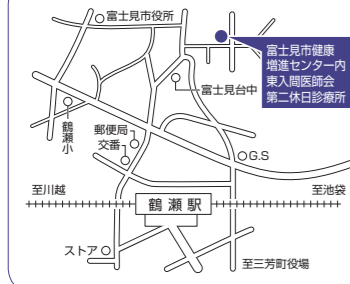 富士見市役所
富士見市健康
増進センター内
東入間医師会
第二休日診療所
富士見台中
鶴瀬小
郵便局
交番
G.S
至川越
至池袋
鶴瀬駅
ストア
至三芳町役場